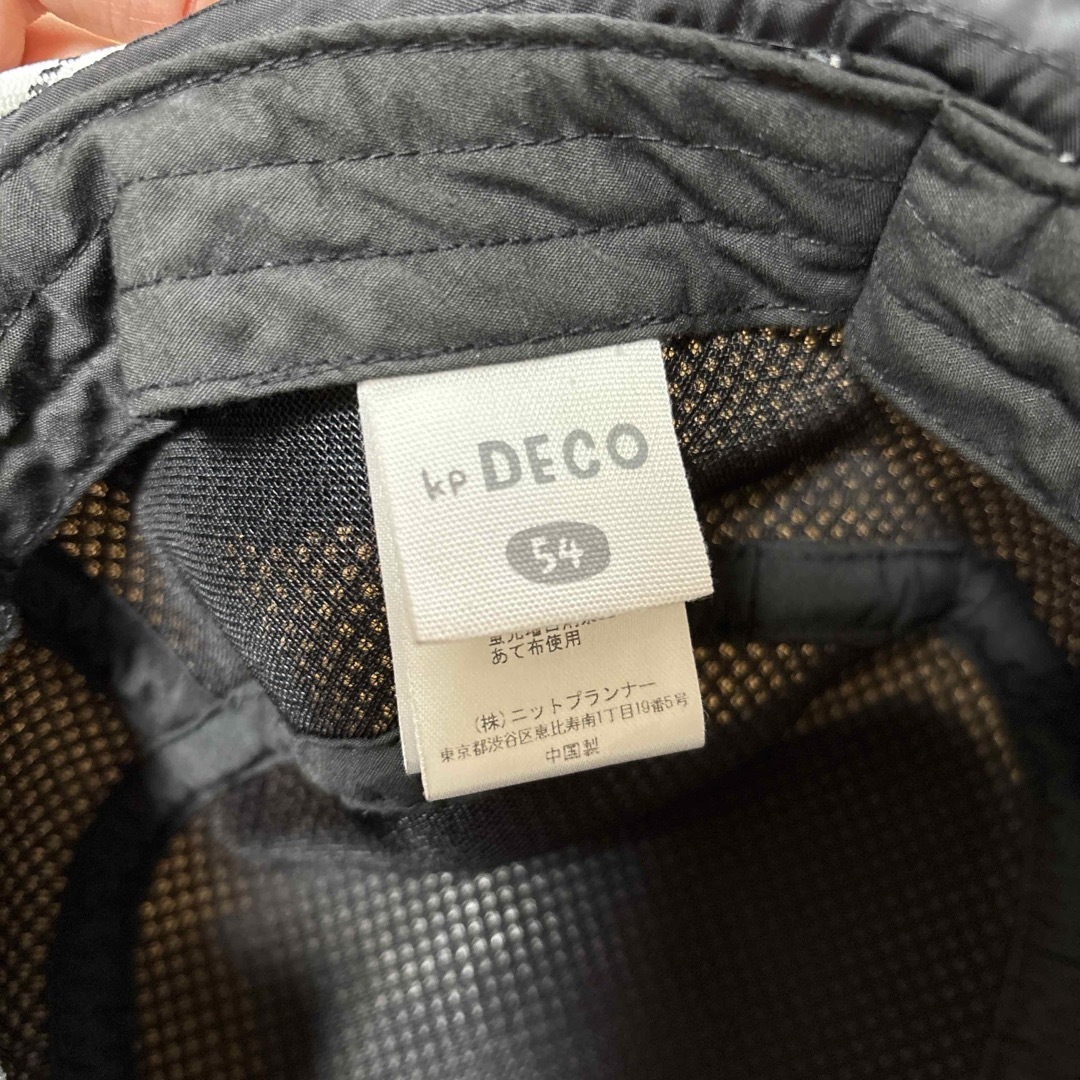 kp DECO
54
あて布使用
(株)ニットプランナー
東京都渋谷区恵比寿南1丁目19番5号
中国製